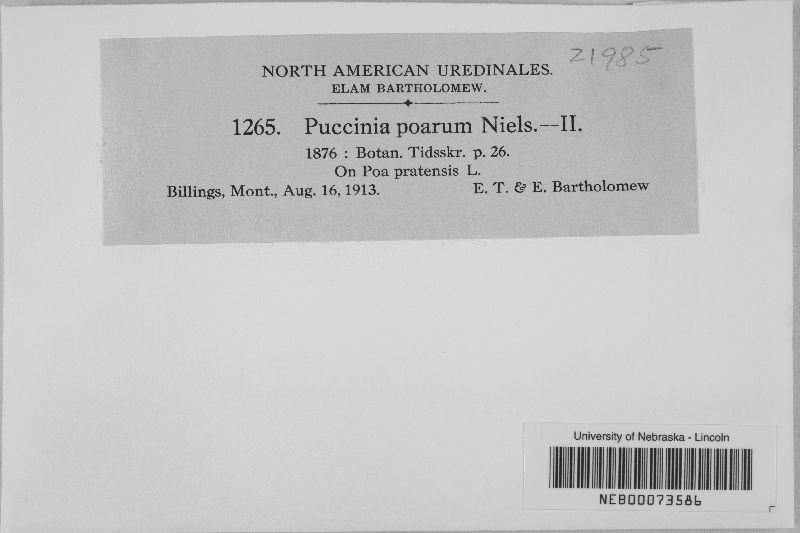 21985
NORTH AMERICAN UREDINALES.
ELAM BARTHOLOMEW.
1265. Puccinia poarum Niels.—II.
1876 : Botan. Tidsskr. p. 26.
On Poa pratensis L.
Billings, Mont., Aug. 16, 1913. E. T. & E. Bartholomew
University of Nebraska - Lincoln
NEB00073586